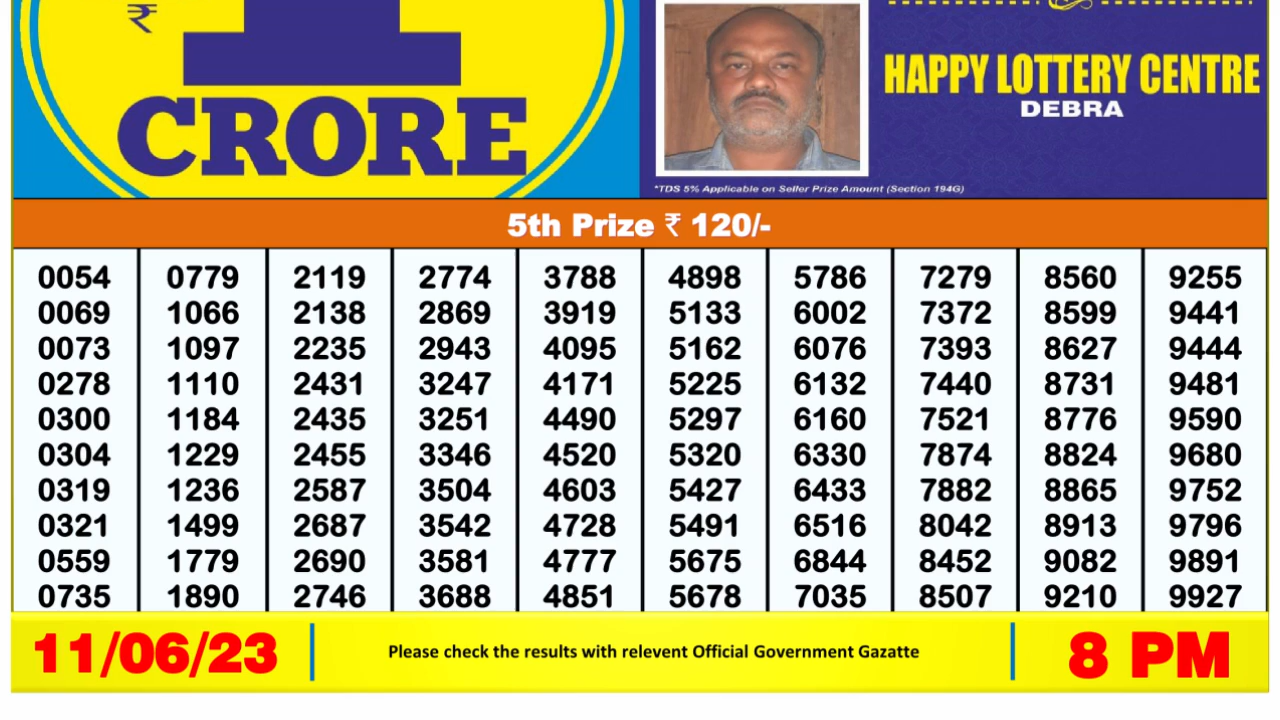 ₹
1
CRORE
HAPPY LOTTERY CENTRE
DEBRA
*TDS 5% Applicable on Seller Prize Amount (Section 194G)
5th Prize ₹ 120/-
0054 0779 2119 2774 3788 4898 5786 7279 8560 9255
0069 1066 2138 2869 3919 5133 6002 7372 8599 9441
0073 1097 2235 2943 4095 5162 6076 7393 8627 9444
0278 1110 2431 3247 4171 5225 6132 7440 8731 9481
0300 1184 2435 3251 4490 5297 6160 7521 8776 9590
0304 1229 2455 3346 4520 5320 6330 7874 8824 9680
0319 1236 2587 3504 4603 5427 6433 7882 8865 9752
0321 1499 2687 3542 4728 5491 6516 8042 8913 9796
0559 1779 2690 3581 4777 5675 6844 8452 9082 9891
0735 1890 2746 3688 4851 5678 7035 8507 9210 9927
11/06/23
Please check the results with relevent Official Government Gazatte
8 PM